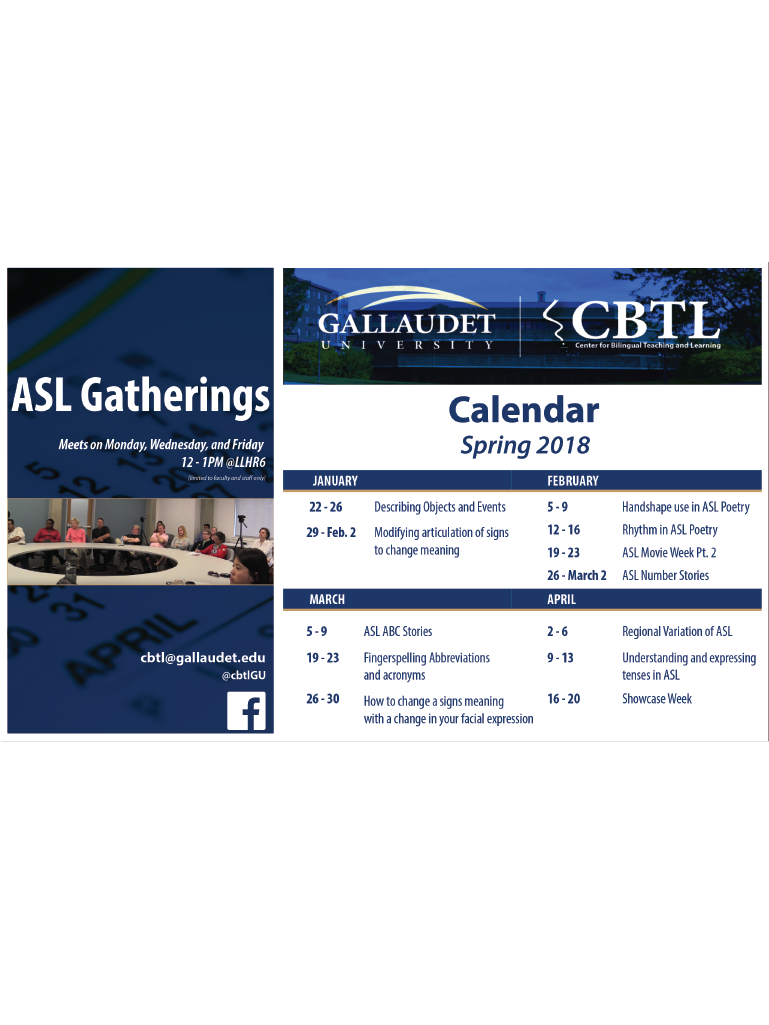 ASL Gatherings
Meets on Monday, Wednesday, and Friday
12 - 1PM @LLHR6
(limited to faculty and staff only)
5
12
12
24
31
APRIL
cbtl@gallaudet.edu
@cbtlGU
f
GALLAUDET
UNIVERSITY
CBTL
Center for Bilingual Teaching and Learning
Calendar
Spring 2018
JANUARY
22 - 26 Describing Objects and Events
29 - Feb. 2 Modifying articulation of signs
to change meaning
FEBRUARY
5 - 9 Handshape use in ASL Poetry
12 - 16 Rhythm in ASL Poetry
19 - 23 ASL Movie Week Pt. 2
26 - March 2 ASL Number Stories
MARCH
5 - 9 ASL ABC Stories
19 - 23 Fingerspelling Abbreviations
and acronyms
26 - 30 How to change a signs meaning
with a change in your facial expression
APRIL
2 - 6 Regional Variation of ASL
9 - 13 Understanding and expressing
tenses in ASL
16 - 20 Showcase Week